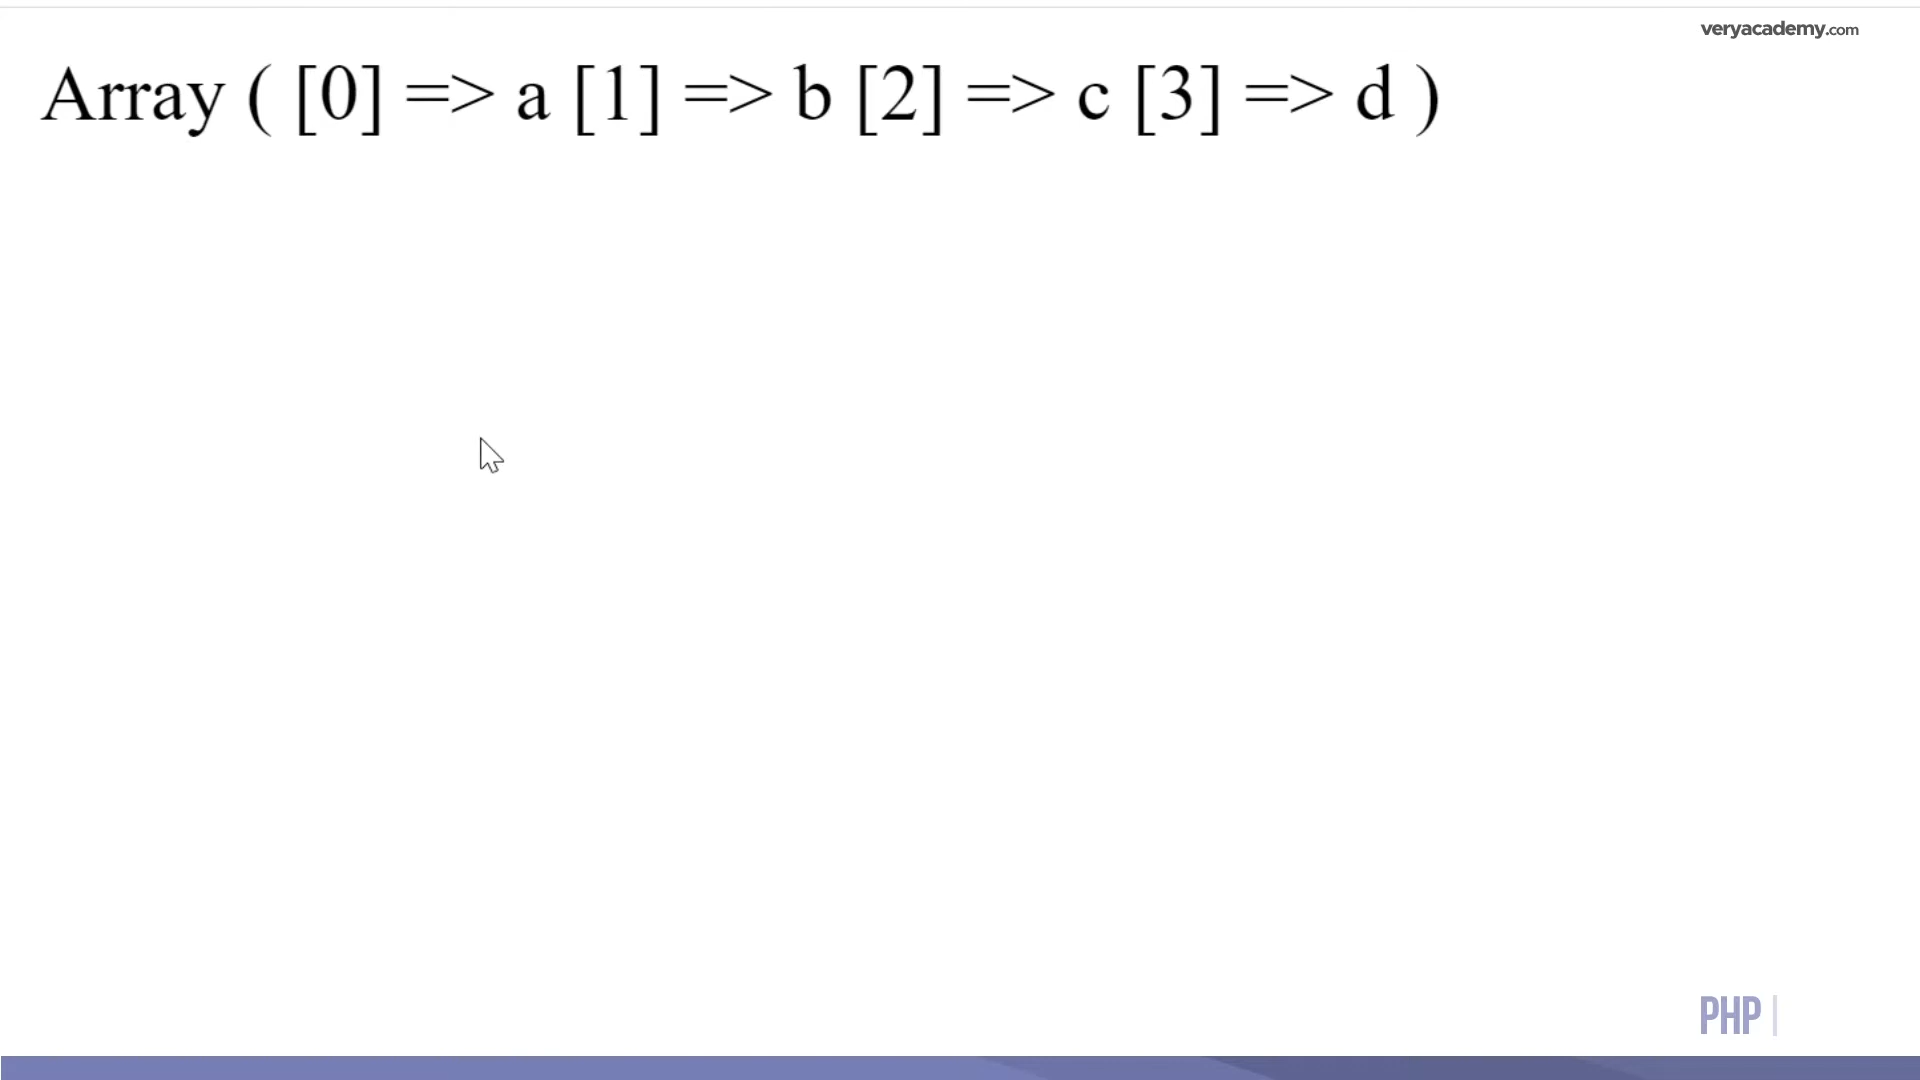 veryacademy.com
Array ( [0] => a [1] => b [2] => c [3] => d )
PHP